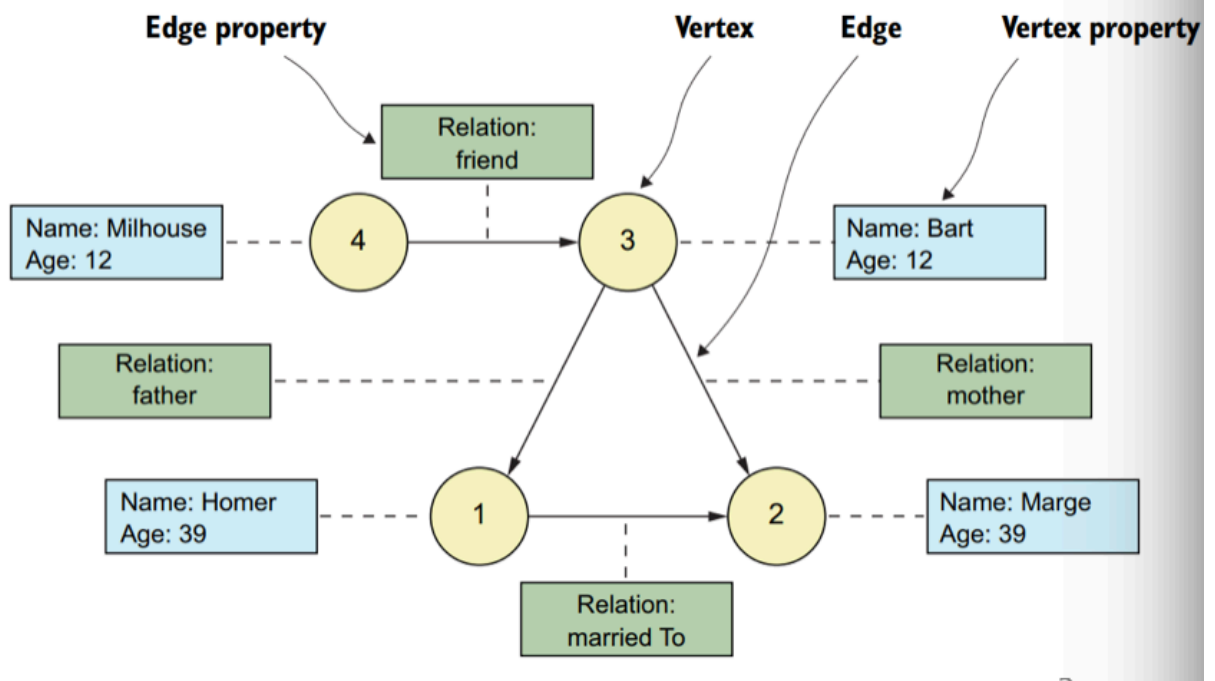 Edge property
Vertex
Edge
Vertex property
Relation:
friend
Name: Milhouse
Age: 12
4
3
Name: Bart
Age: 12
Relation:
father
Relation:
mother
Name: Homer
Age: 39
1
2
Name: Marge
Age: 39
Relation:
married To